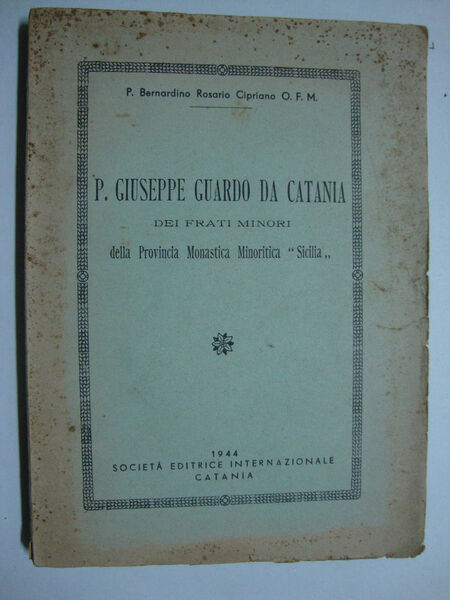 P. Bernardino Rosario Cipriano O. F. M.
P. GIUSEPPE GUARDO DA CATANIA
DEI FRATI MINORI
della Provincia Monastica Minoritica “ Sicilia „
1944
SOCIETÀ EDITRICE INTERNAZIONALE
CATANIA